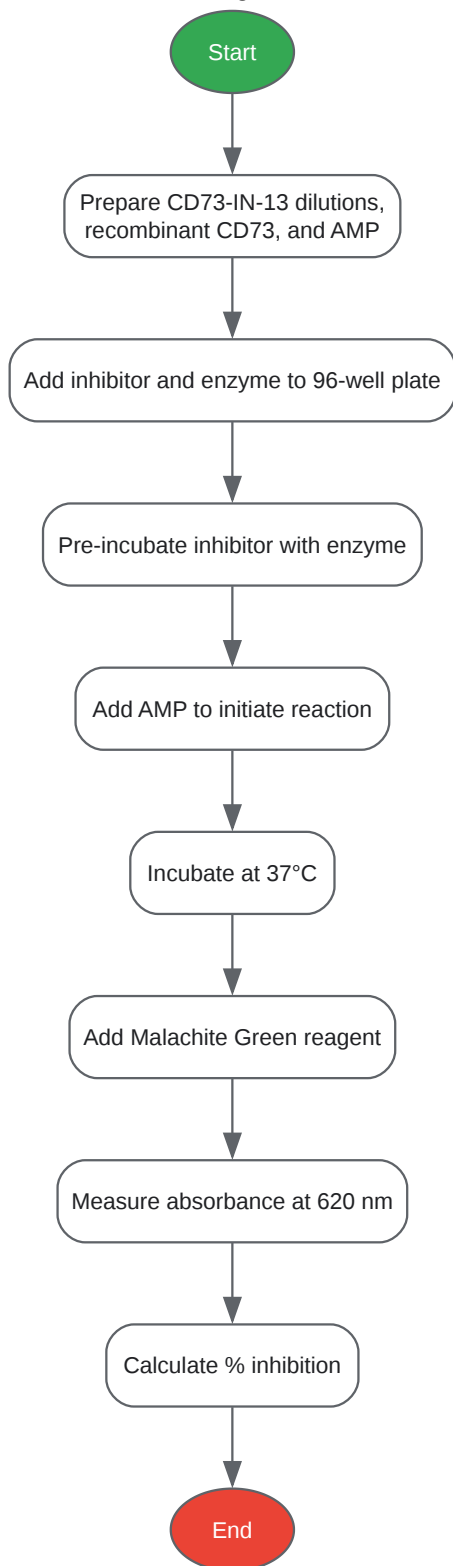 Start
Prepare CD73-IN-13 dilutions,
recombinant CD73, and AMP
Add inhibitor and enzyme to 96-well plate
Pre-incubate inhibitor with enzyme
Add AMP to initiate reaction
Incubate at 37°C
Add Malachite Green reagent
Measure absorbance at 620 nm
Calculate % inhibition
End